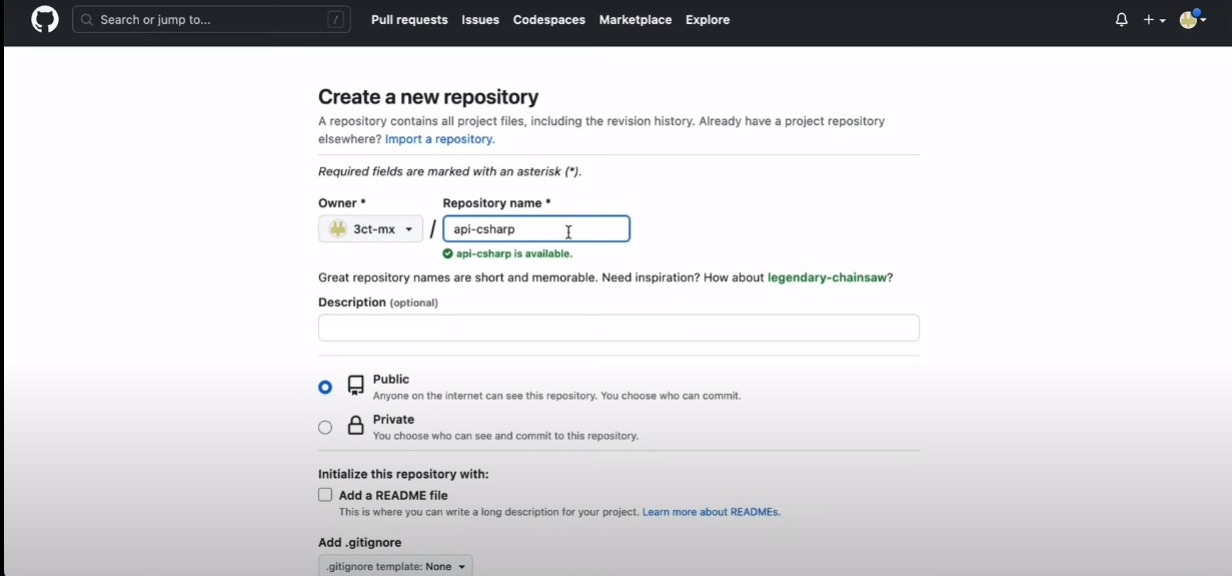 Search or jump to... /
Pull requests Issues Codespaces Marketplace Explore
Create a new repository
A repository contains all project files, including the revision history. Already have a project repository
elsewhere? Import a repository.
Required fields are marked with an asterisk (*).
Owner * Repository name *
3ct-mx / api-csharp
api-csharp is available.
Great repository names are short and memorable. Need inspiration? How about legendary-chainsaw?
Description (optional)
Public
Anyone on the internet can see this repository. You choose who can commit.
Private
You choose who can see and commit to this repository.
Initialize this repository with:
Add a README file
This is where you can write a long description for your project. Learn more about READMEs.
Add .gitignore
.gitignore template: None